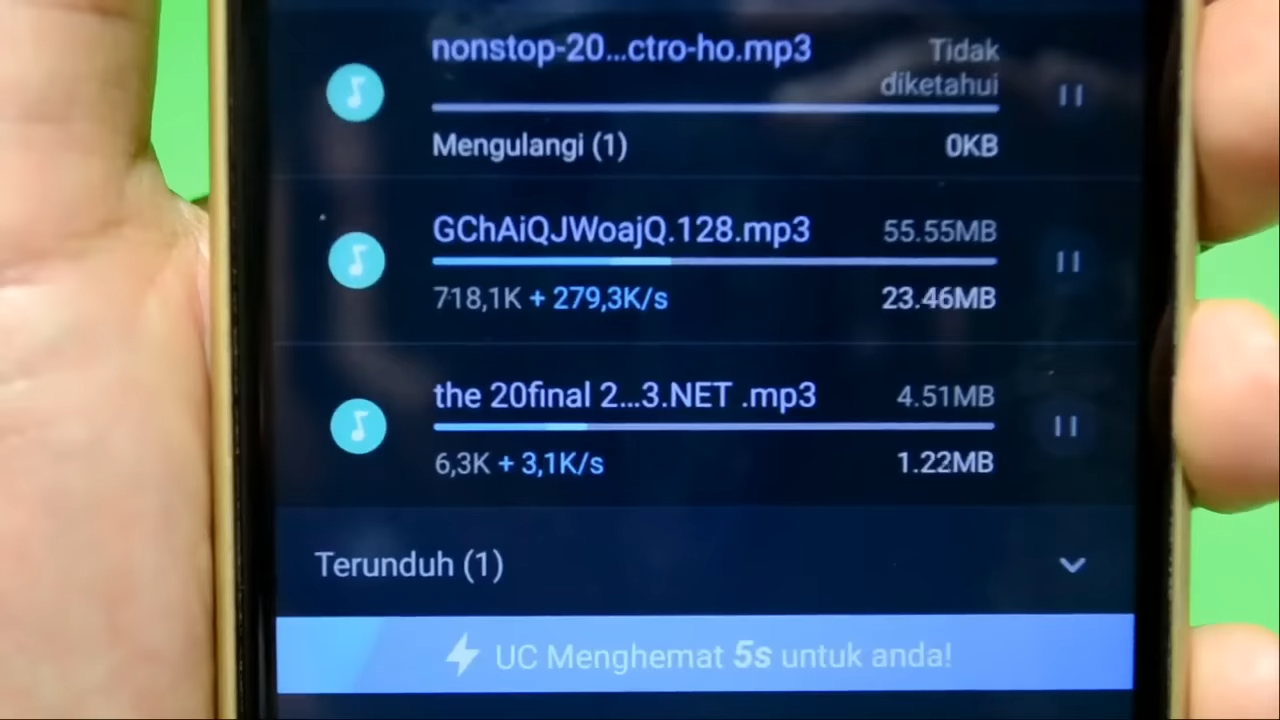 nonstop-20...ctro-ho.mp3
Tidak
diketahui
Mengulangi (1) 0KB
GChAiQJWoajQ.128.mp3 55.55MB
718,1K + 279,3K/s 23.46MB
the 20final 2...3.NET .mp3 4.51MB
6,3K + 3,1K/s 1.22MB
Terunduh (1)
UC Menghemat 5s untuk anda!